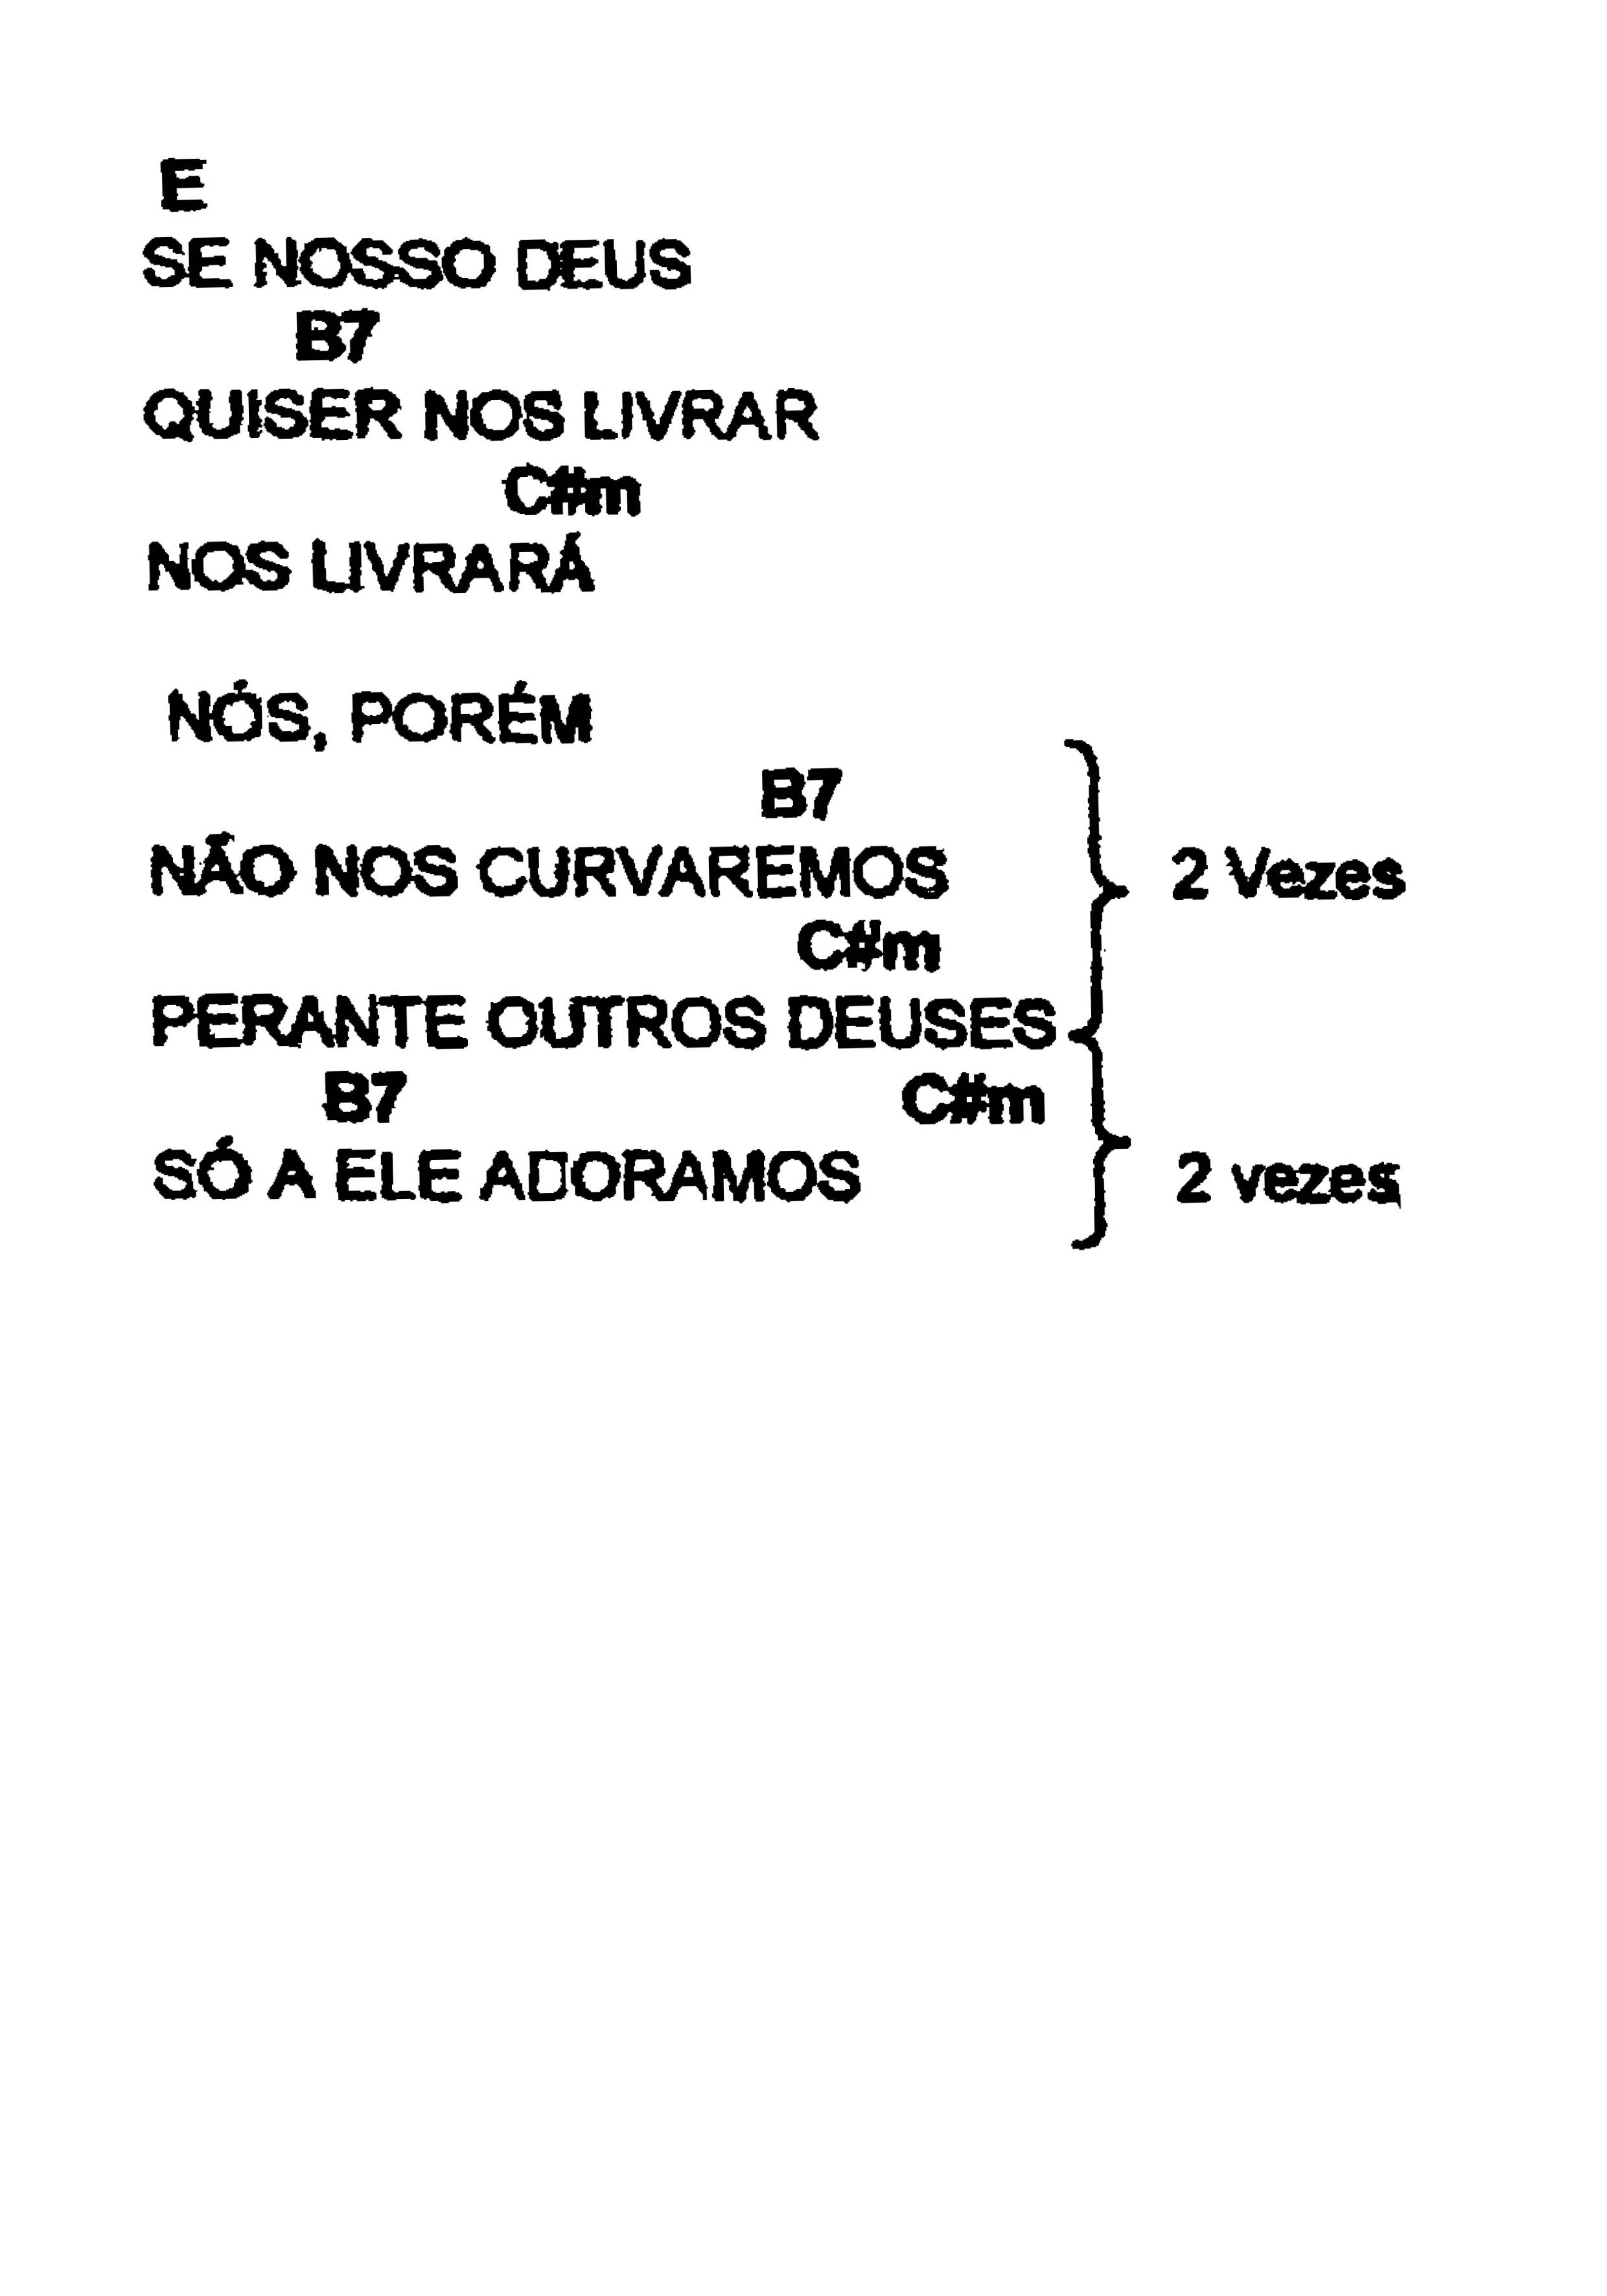 E
SE NOSSO DEUS
B7
QUISER NOS LIVRAR
C#m
NOS LIVRARÁ
NÓS, PORÉM
B7
NÃO NOS CURVAREMOS 2 Vezes
C#m
PERANTE OUTROS DEUSES
B7 C#m
SÓ A ELE ADORAMOS 2 vezes